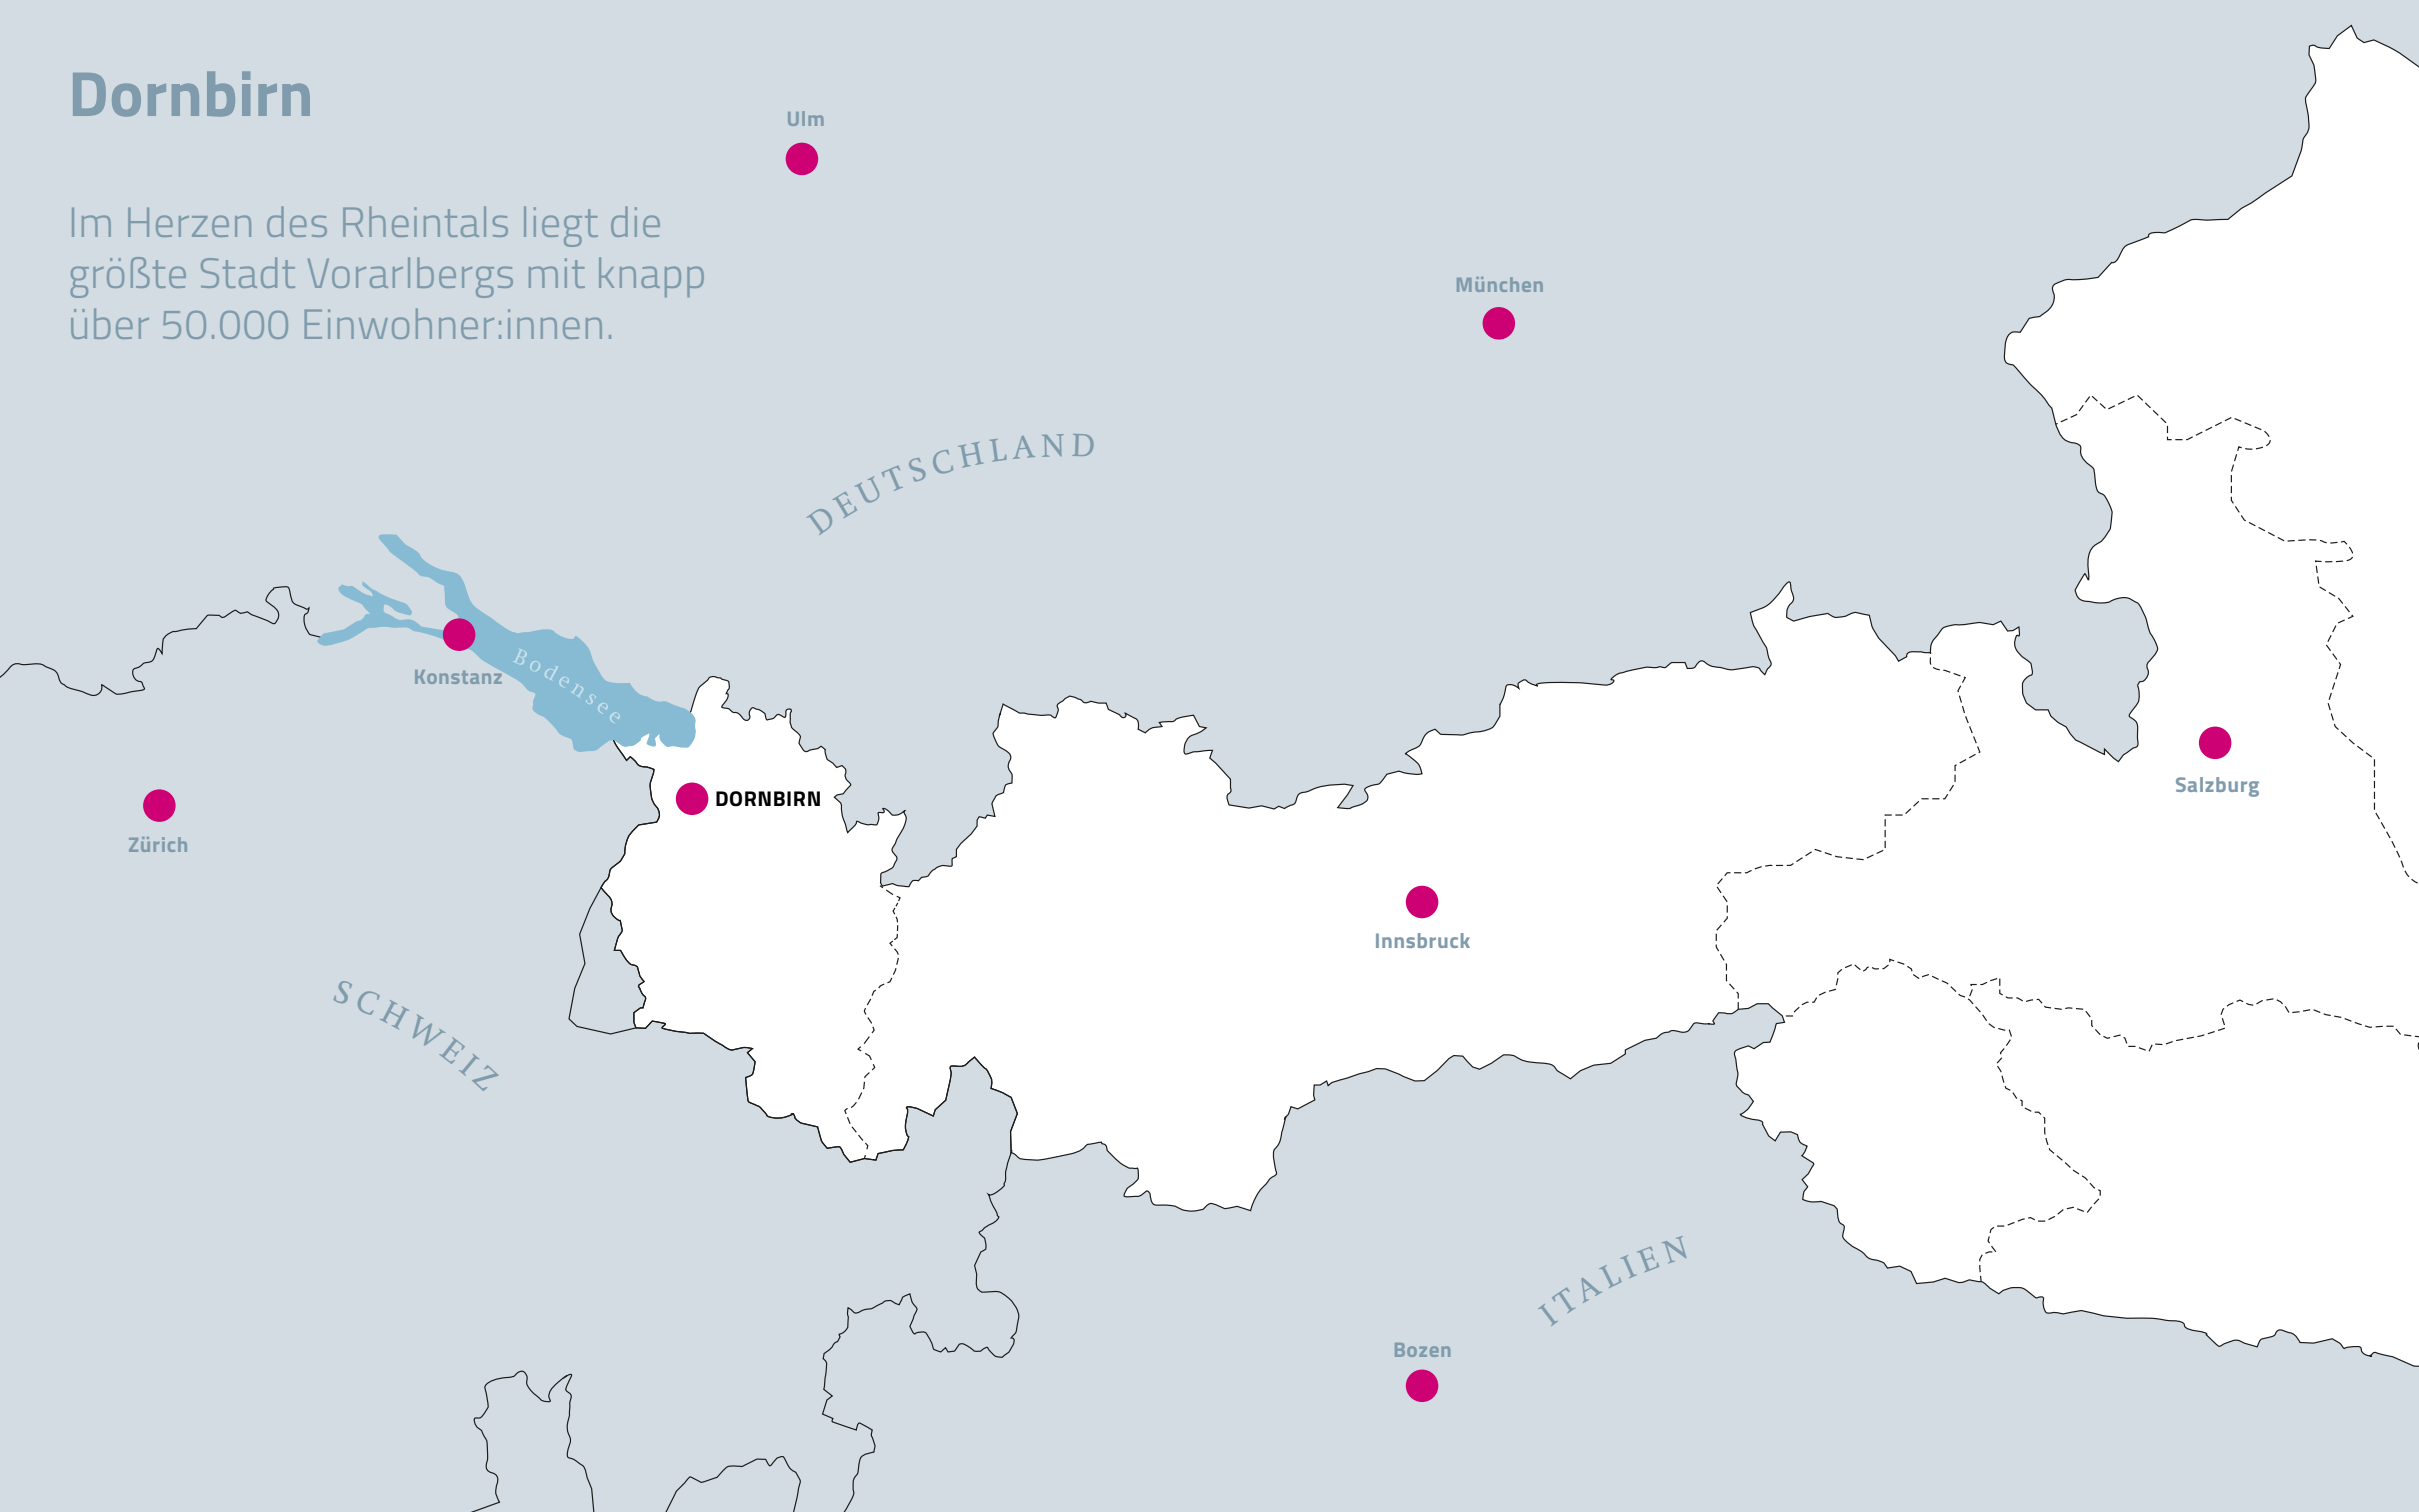 Dornbirn
Im Herzen des Rheintals liegt die
größte Stadt Vorarlbergs mit knapp
über 50.000 Einwohner:innen.
Ulm
München
DEUTSCHLAND
Konstanz
Bodensee
DORNBIRN
Zürich
Salzburg
Innsbruck
SCHWEIZ
ITALIEN
Bozen